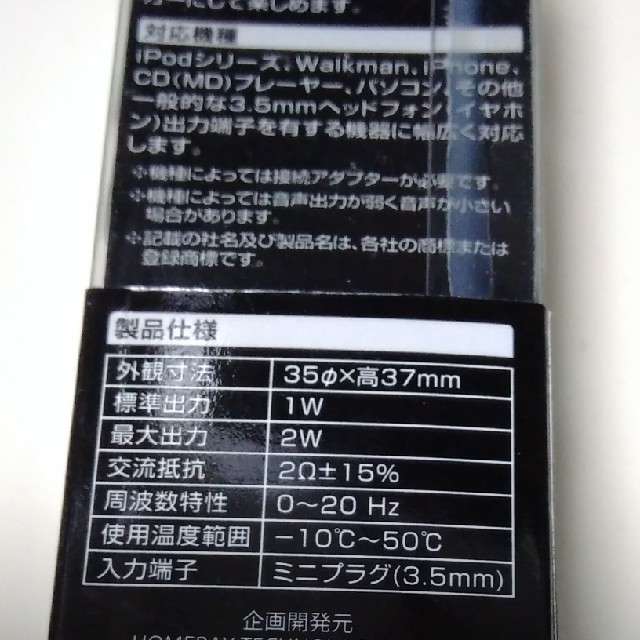 カーにして楽しめます。
対応機種
iPodシリーズ、Walkman、iPhone、
CD(MD)プレーヤー、パソコン、その他
一般的な3.5mmヘッドフォン(イヤホ
ン)出力端子を有する機器に幅広く対応
します。
※機種によっては接続アダプターが必要です。
※機種によっては音声出力が弱く音声が小さい
場合があります。
※記載の社名及び製品名は、各社の商標または
登録商標です。
製品仕様
外観寸法 35φ×高37mm
標準出力 1W
最大出力 2W
交流抵抗 2Ω±15%
周波数特性 0～20 Hz
使用温度範囲 －10℃～50℃
入力端子 ミニプラグ(3.5mm)
企画開発元